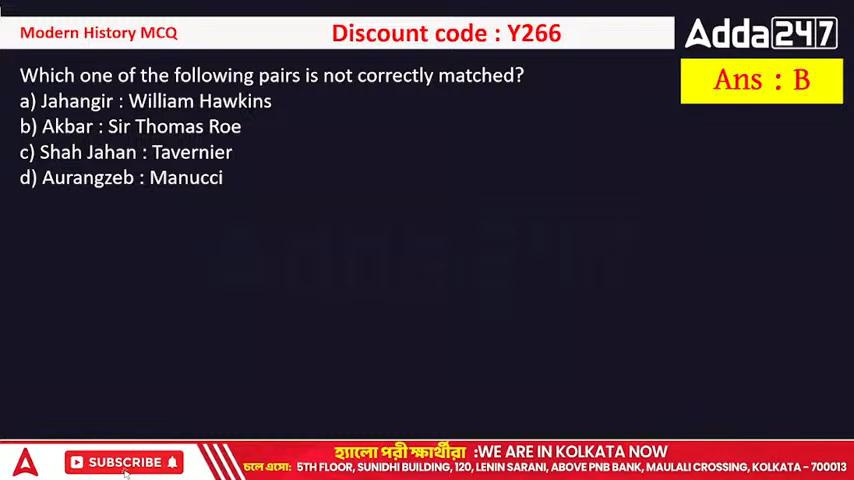 Modern History MCQ
Discount code : Y266
Adda247
Which one of the following pairs is not correctly matched?
Ans : B
a) Jahangir : William Hawkins
b) Akbar : Sir Thomas Roe
c) Shah Jahan : Tavernier
d) Aurangzeb : Manucci
SUBSCRIBE
হ্যালো পরীক্ষার্থীরা :WE ARE IN KOLKATA NOW
চলে এসো: 5TH FLOOR, SUNIDHI BUILDING, 120, LENIN SARANI, ABOVE PNB BANK, MAULALI CROSSING, KOLKATA - 700013